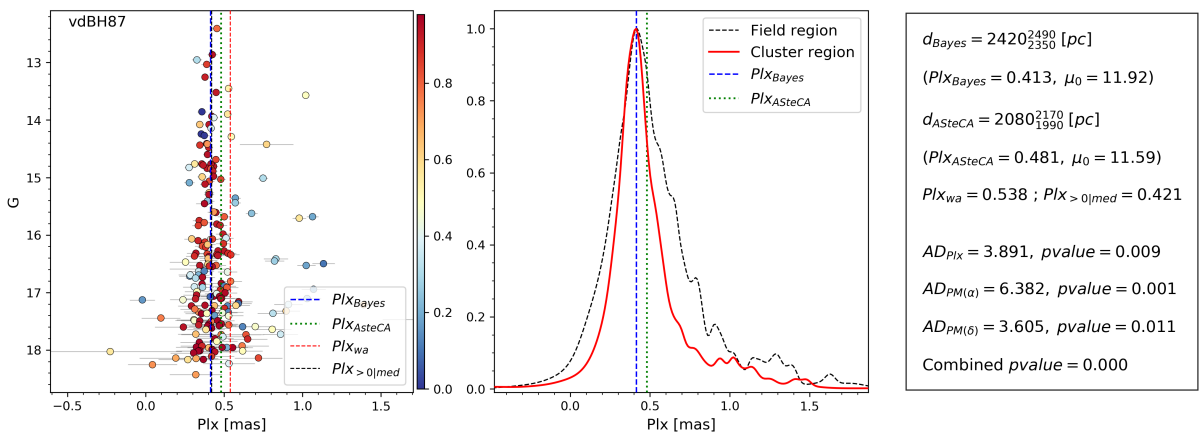 vdBH87
13
14
15
16
17
18
G
−0.5
0.0
0.5
1.0
1.5
Plx [mas]
Plx_Bayes
Plx_AsteCA
Plx_wa
Plx_>0|med
0.8
0.6
0.4
0.2
0.0
1.0
0.8
0.6
0.4
0.2
0.0
0.0
0.5
1.0
1.5
Plx [mas]
Field region
Cluster region
Plx_Bayes
Plx_ASteCA
d_Bayes = 2420^2490_2350 [pc]
(Plx_Bayes = 0.413, μ_0 = 11.92)
d_ASteCA = 2080^2170_1990 [pc]
(Plx_ASteCA = 0.481, μ_0 = 11.59)
Plx_wa = 0.538 ; Plx_>0|med = 0.421
AD_Plx = 3.891, pvalue = 0.009
AD_PM(α) = 6.382, pvalue = 0.001
AD_PM(δ) = 3.605, pvalue = 0.011
Combined pvalue = 0.000